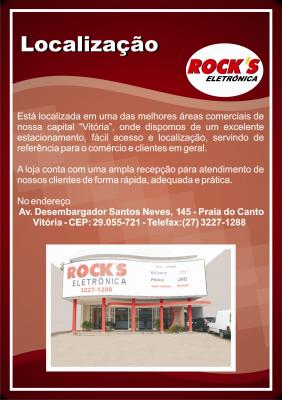 Localização
ROCK'S
ELETRÔNICA
Está localizada em uma das melhores áreas comerciais de
nossa capital "Vitória", onde dispomos de um excelente
estacionamento, fácil acesso e localização, servindo de
referência para o comércio e clientes em geral.
A loja conta com uma ampla recepção para atendimento de
nossos clientes de forma rápida, adequada e prática.
No endereço
Av. Desembargador Santos Neves, 145 - Praia do Canto
Vitória - CEP: 29.055-721 - Telefax:(27) 3227-1288
ROCK'S
ELETRÔNICA
3227-1288